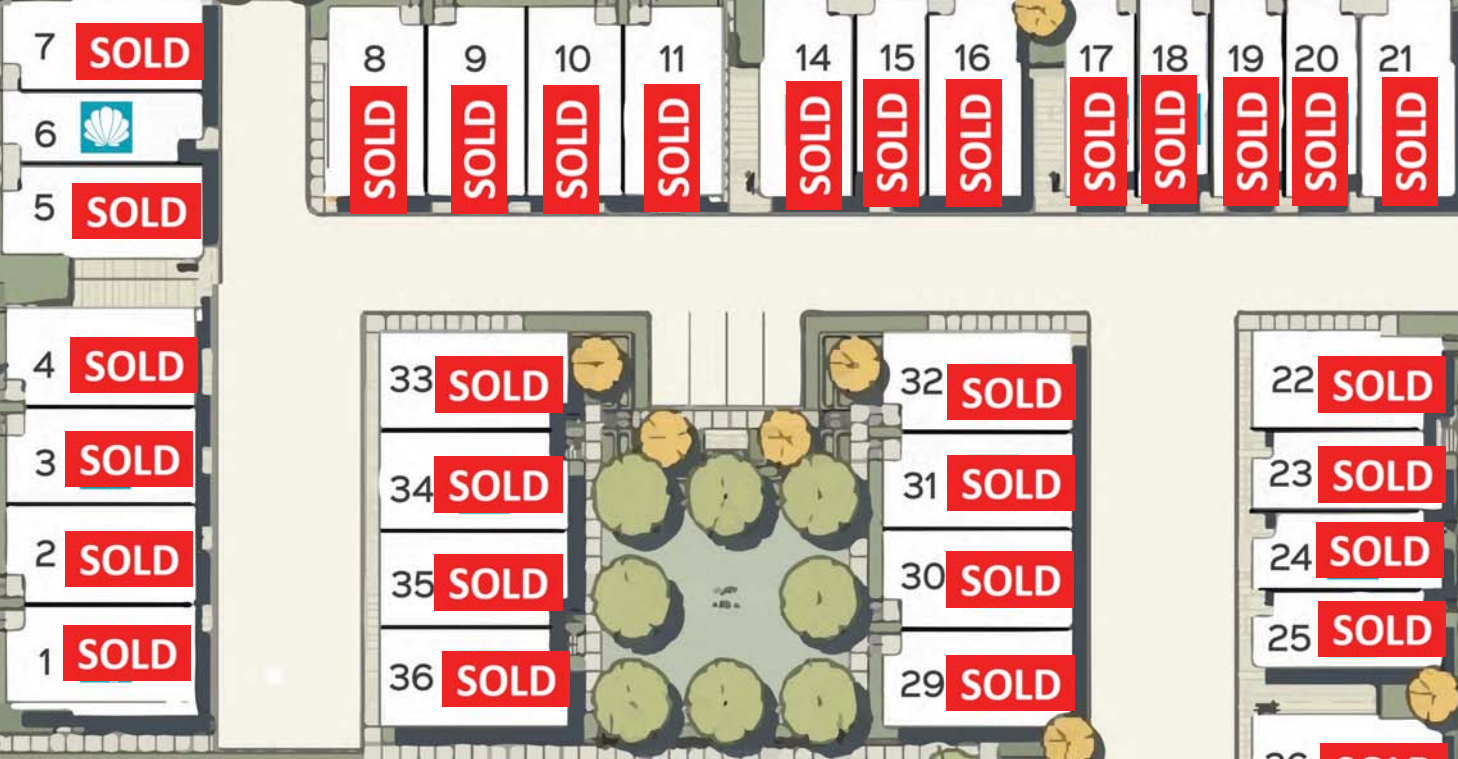 7 SOLD
6
5 SOLD
4 SOLD
3 SOLD
2 SOLD
1 SOLD
8 SOLD
9 SOLD
10 SOLD
11 SOLD
14 SOLD
15 SOLD
16 SOLD
17 SOLD
18 SOLD
19 SOLD
20 SOLD
21 SOLD
33 SOLD
34 SOLD
35 SOLD
36 SOLD
32 SOLD
31 SOLD
30 SOLD
29 SOLD
22 SOLD
23 SOLD
24 SOLD
25 SOLD